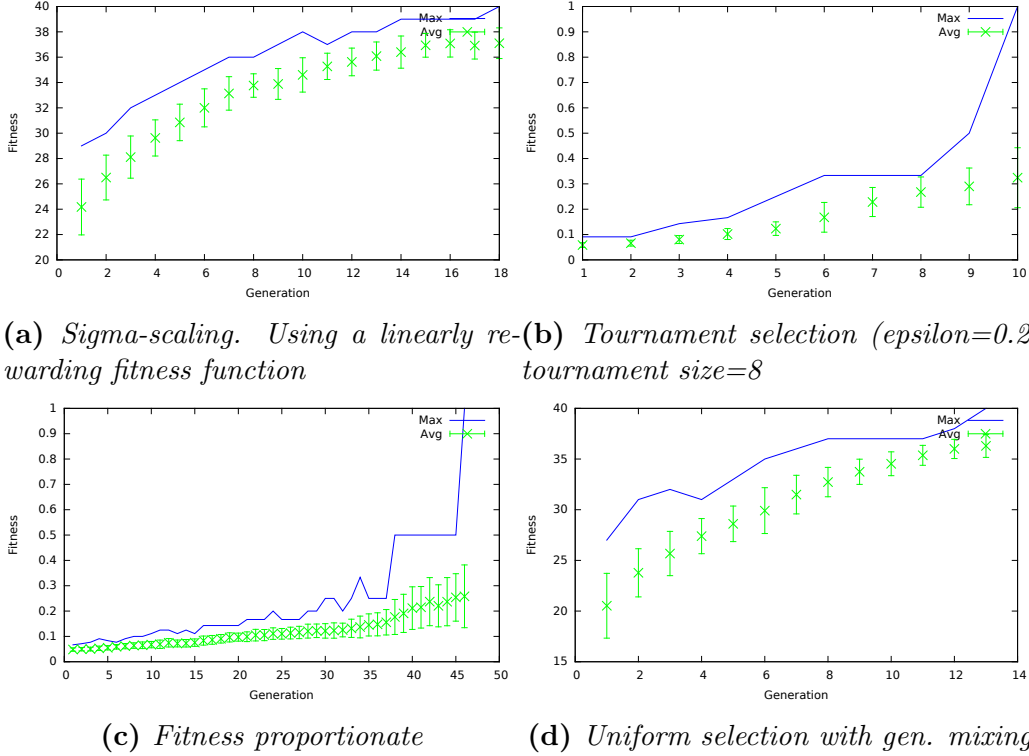 40
38
36
34
32
30
28
26
24
22
20
0 2 4 6 8 10 12 14 16 18
Fitness
Generation
Max
Avg
1
0.9
0.8
0.7
0.6
0.5
0.4
0.3
0.2
0.1
0
1 2 3 4 5 6 7 8 9 10
Fitness
Generation
Max
Avg
(a) Sigma-scaling. Using a linearly re-
warding fitness function
(b) Tournament selection (epsilon=0.2
tournament size=8
1
0.9
0.8
0.7
0.6
0.5
0.4
0.3
0.2
0.1
0
0 5 10 15 20 25 30 35 40 45 50
Fitness
Generation
Max
Avg
40
35
30
25
20
15
0 2 4 6 8 10 12 14
Fitness
Generation
Max
Avg
(c) Fitness proportionate
(d) Uniform selection with gen. mixing